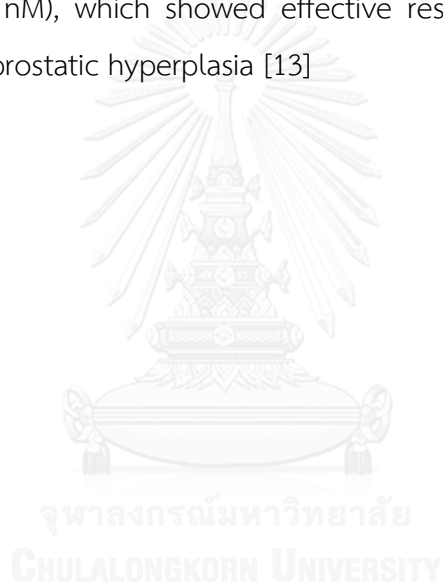 nM), which showed effective res
prostatic hyperplasia [13]
จุฬาลงกรณ์มหาวิทยาลัย
CHULALONGKORN UNIVERSITY